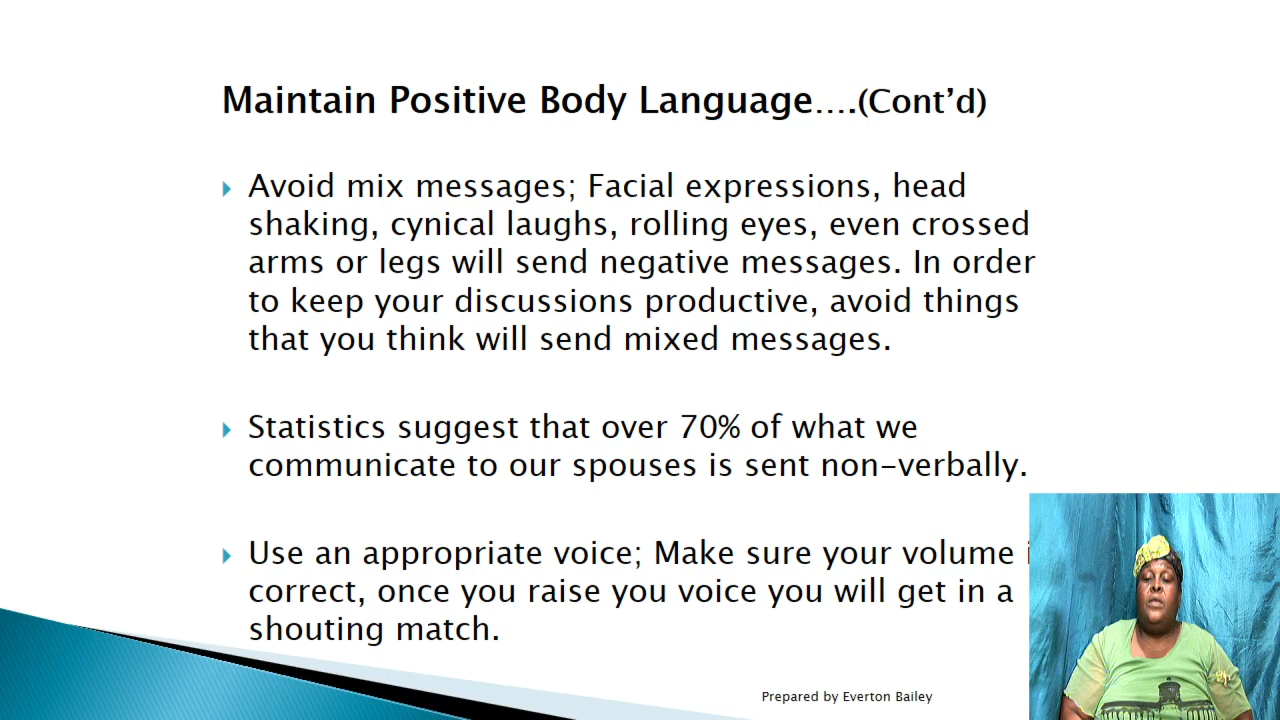 Maintain Positive Body Language….(Cont’d)
Avoid mix messages; Facial expressions, head
shaking, cynical laughs, rolling eyes, even crossed
arms or legs will send negative messages. In order
to keep your discussions productive, avoid things
that you think will send mixed messages.
Statistics suggest that over 70% of what we
communicate to our spouses is sent non-verbally.
Use an appropriate voice; Make sure your volume
correct, once you raise you voice you will get in a
shouting match.
Prepared by Everton Bailey